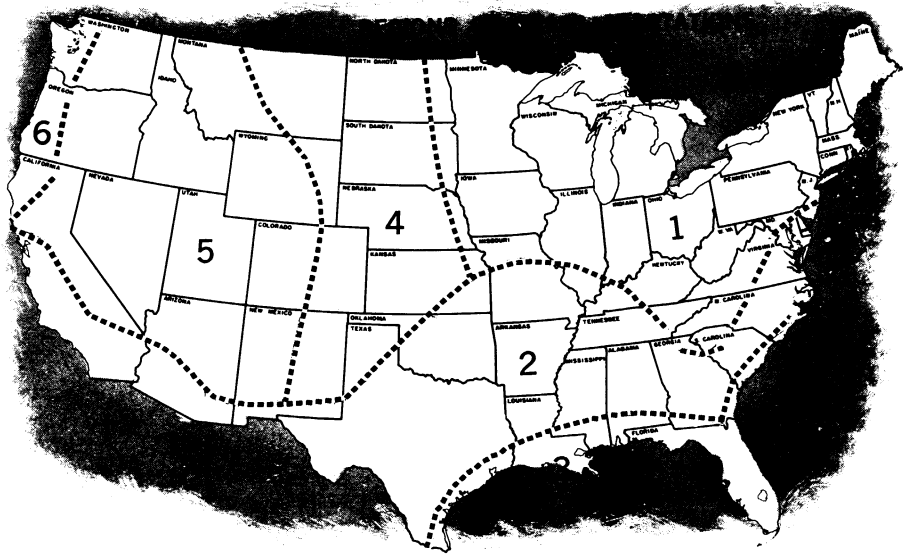 WASHINGTON
MONTANA
NORTH DAKOTA
MINNESOTA
MAINE
IDAHO
OREGON
MICHIGAN
VT
N H
NEW YORK
WISCONSIN
6
SOUTH DAKOTA
WYOMING
MASS
CONN
CALIFORNIA
NEVADA
IOWA
PENNSYLVANIA
N J
UTAH
NEBRASKA
ILLINOIS
INDIANA
OHIO
4
1
5
COLORADO
MISSOURI
W VA
MD
VIRGINIA
KANSAS
KENTUCKY
ARIZONA
NEW MEXICO
OKLAHOMA
TEXAS
N CAROLINA
ARKANSAS
TENNESSEE
S CAROLINA
2
MISSISSIPPI
ALABAMA
GEORGIA
LOUISIANA
FLORIDA